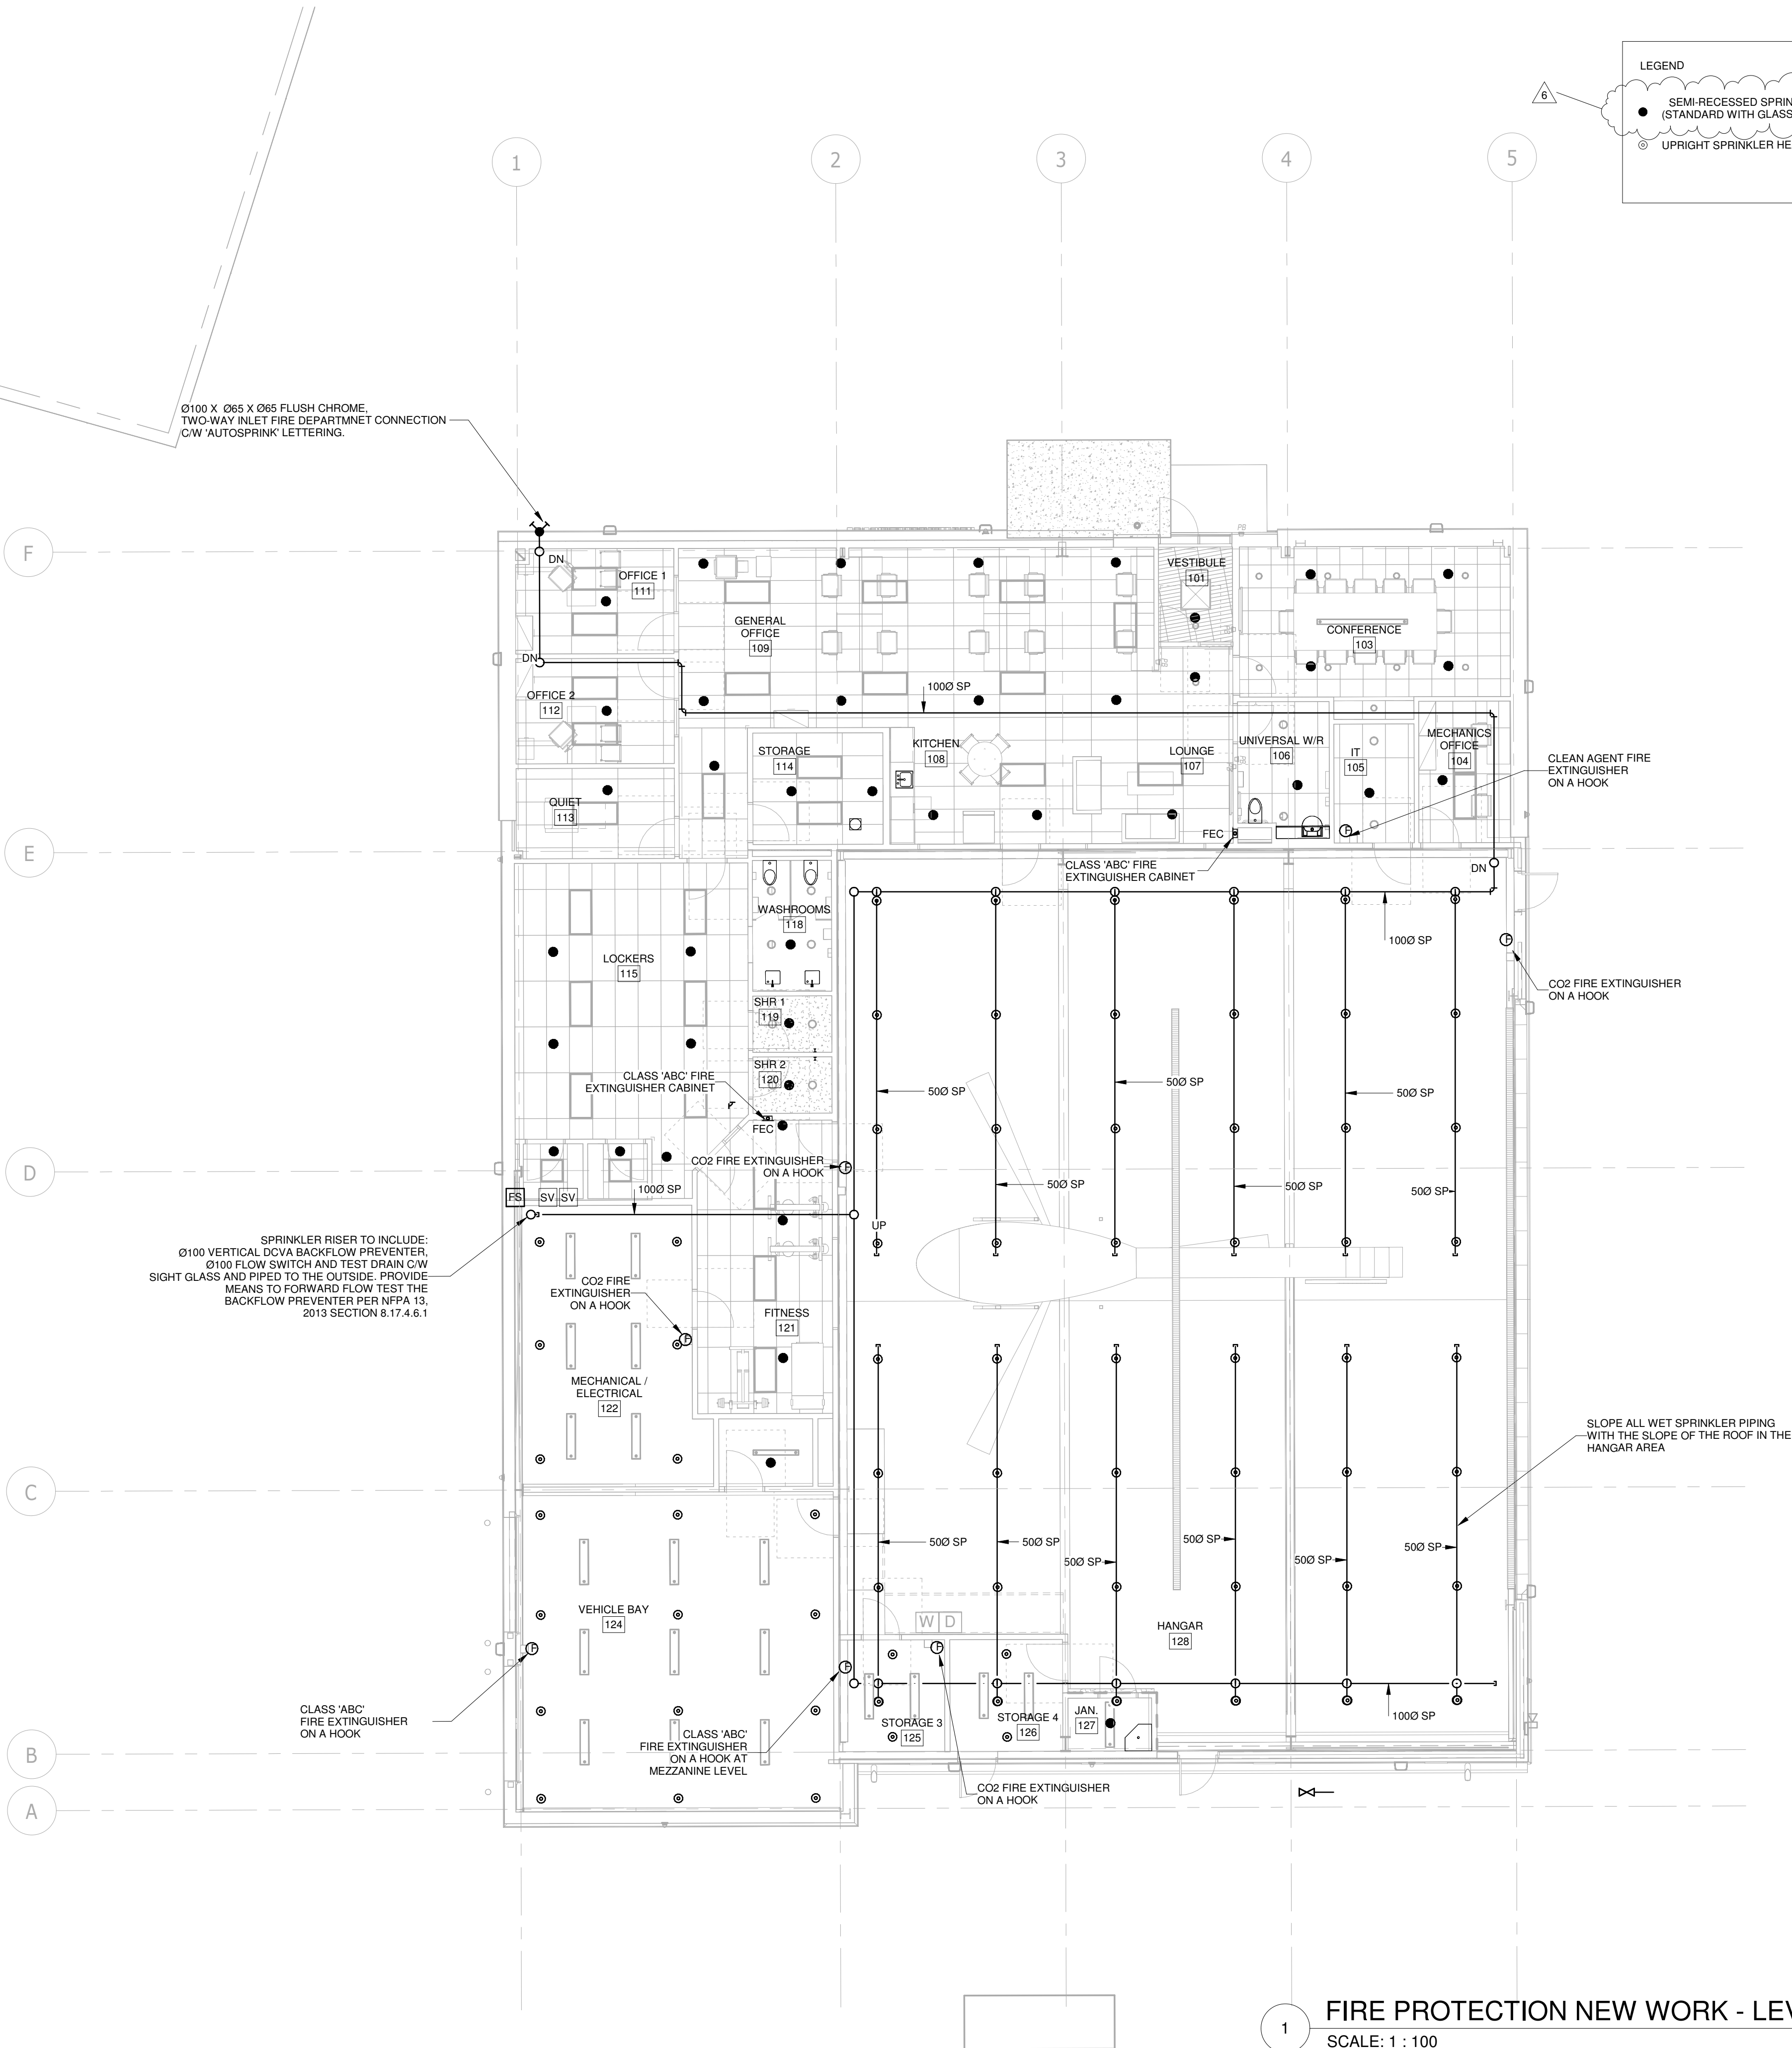 LEGEND
6
SEMI-RECESSED SPRIN
(STANDARD WITH GLASS
UPRIGHT SPRINKLER HE
1
2
3
4
5
Ø100 X Ø65 X Ø65 FLUSH CHROME,
TWO-WAY INLET FIRE DEPARTMNET CONNECTION
C/W 'AUTOSPRINK' LETTERING.
F
DN
OFFICE 1
111
GENERAL
OFFICE
109
VESTIBULE
101
PB
CONFERENCE
103
DN
OFFICE 2
112
100Ø SP
STORAGE
114
KITCHEN
108
LOUNGE
107
UNIVERSAL W/R
106
IT
105
MECHANICS
OFFICE
104
CLEAN AGENT FIRE
EXTINGUISHER
ON A HOOK
QUIET
113
FEC
F
E
CLASS 'ABC' FIRE
EXTINGUISHER CABINET
DN
WASHROOMS
118
100Ø SP
F
LOCKERS
115
CO2 FIRE EXTINGUISHER
ON A HOOK
SHR 1
119
SHR 2
120
CLASS 'ABC' FIRE
EXTINGUISHER CABINET
FEC
50Ø SP
50Ø SP
50Ø SP
D
CO2 FIRE EXTINGUISHER
ON A HOOK
F
50Ø SP
50Ø SP
50Ø SP
FS
SV
SV
100Ø SP
UP
SPRINKLER RISER TO INCLUDE:
Ø100 VERTICAL DCVA BACKFLOW PREVENTER,
Ø100 FLOW SWITCH AND TEST DRAIN C/W
SIGHT GLASS AND PIPED TO THE OUTSIDE. PROVIDE
MEANS TO FORWARD FLOW TEST THE
BACKFLOW PREVENTER PER NFPA 13,
2013 SECTION 8.17.4.6.1
CO2 FIRE
EXTINGUISHER
ON A HOOK
F
FITNESS
121
MECHANICAL /
ELECTRICAL
122
SLOPE ALL WET SPRINKLER PIPING
WITH THE SLOPE OF THE ROOF IN THE
HANGAR AREA
C
50Ø SP
50Ø SP
50Ø SP
50Ø SP
50Ø SP
50Ø SP
VEHICLE BAY
124
W
D
HANGAR
128
F
F
F
CLASS 'ABC'
FIRE EXTINGUISHER
ON A HOOK
STORAGE 3
125
STORAGE 4
126
JAN.
127
100Ø SP
B
CLASS 'ABC'
FIRE EXTINGUISHER
ON A HOOK AT
MEZZANINE LEVEL
CO2 FIRE EXTINGUISHER
ON A HOOK
A
1
FIRE PROTECTION NEW WORK - LEV
SCALE: 1 : 100